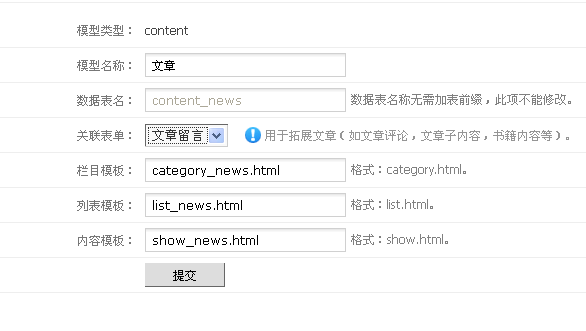 模型类型： content
模型名称： 文章
数据表名： content_news 数据表名称无需加表前缀，此项不能修改。
关联表单： 文章留言 用于拓展文章（如文章评论，文章子内容，书籍内容等）。
栏目模板： category_news.html 格式：category.html。
列表模板： list_news.html 格式：list.html。
内容模板： show_news.html 格式：show.html。
提交